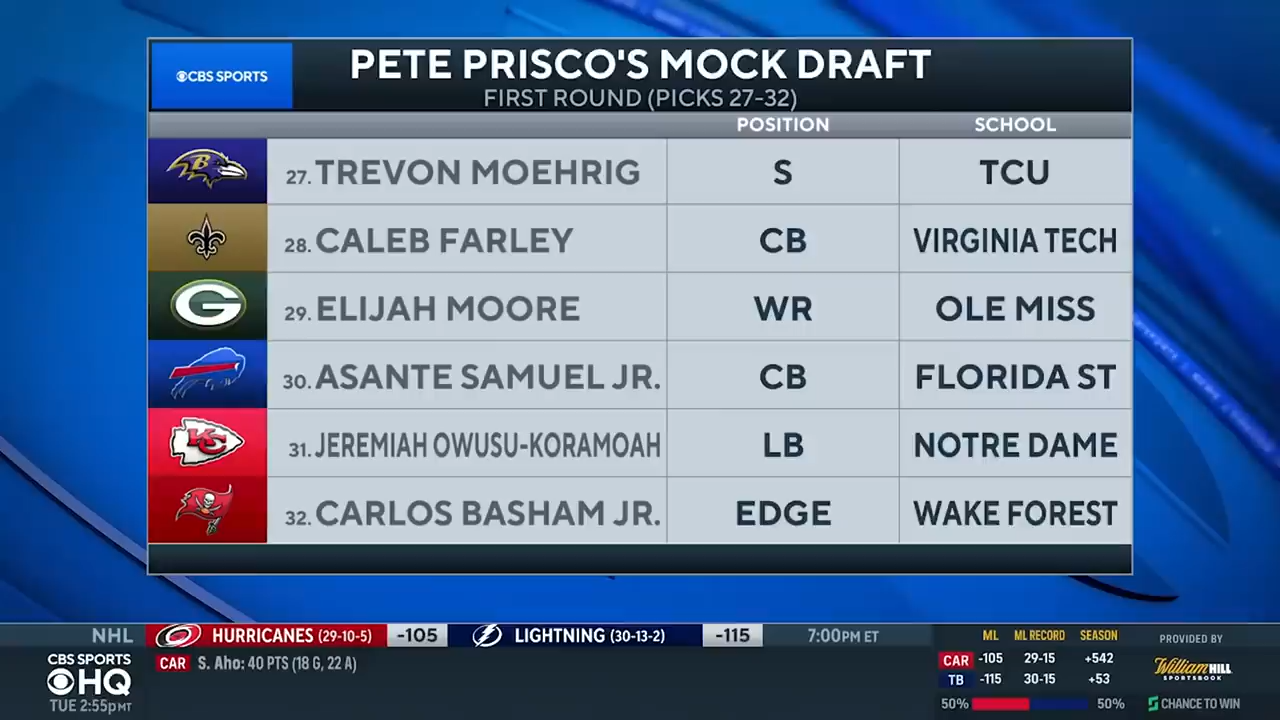 CBS SPORTS
PETE PRISCO'S MOCK DRAFT
FIRST ROUND (PICKS 27-32)
POSITION SCHOOL
27. TREVON MOEHRIG S TCU
28. CALEB FARLEY CB VIRGINIA TECH
29. ELIJAH MOORE WR OLE MISS
30. ASANTE SAMUEL JR. CB FLORIDA ST
31. JEREMIAH OWUSU-KORAMOAH LB NOTRE DAME
32. CARLOS BASHAM JR. EDGE WAKE FOREST
NHL HURRICANES (29-10-5) -105 LIGHTNING (30-13-2) -115 7:00PM ET
CAR S. Aho: 40 PTS (18 G, 22 A)
CBS SPORTS
HQ
TUE 2:55PM MT
ML ML RECORD SEASON
CAR -105 29-15 +542
TB -115 30-15 +53
50% 50%
PROVIDED BY
William HILL
SPORTSBOOK
CHANCE TO WIN